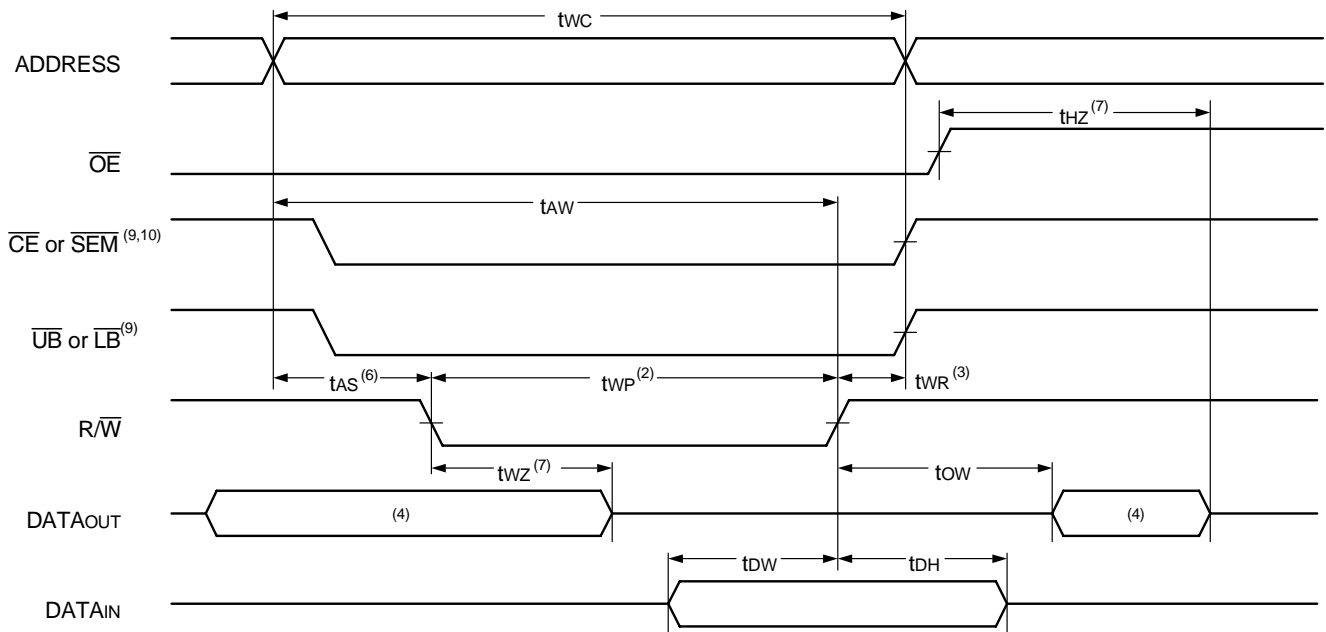 tWC
ADDRESS
tHZ(7)
OE
tAW
CE or SEM (9,10)
UB or LB(9)
tAS(6)
tWP(2)
tWR(3)
R/W
tWZ(7)
tOW
DATAOUT
(4)
(4)
tDW
tDH
DATAIN